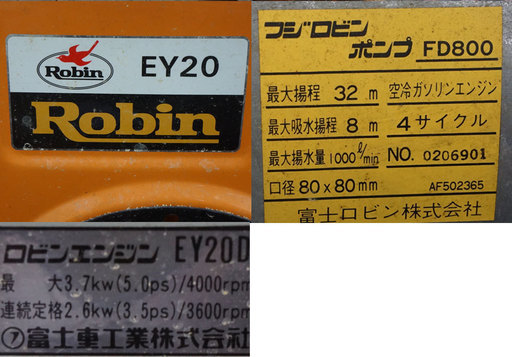 Robin
EY20
Robin
フジロビン
ポンプ FD800
最大揚程 32 m 空冷ガソリンエンジン
最大吸水揚程 8 m 4サイクル
最大揚水量 1000 ℓ/min NO. 0206901
口径 80×80mm AF502365
富士ロビン株式会社
ロビンエンジン EY20D
最 大3.7kw(5.0ps)/4000rpm
連続定格2.6kw(3.5ps)/3600rpm
富士重工業株式会社